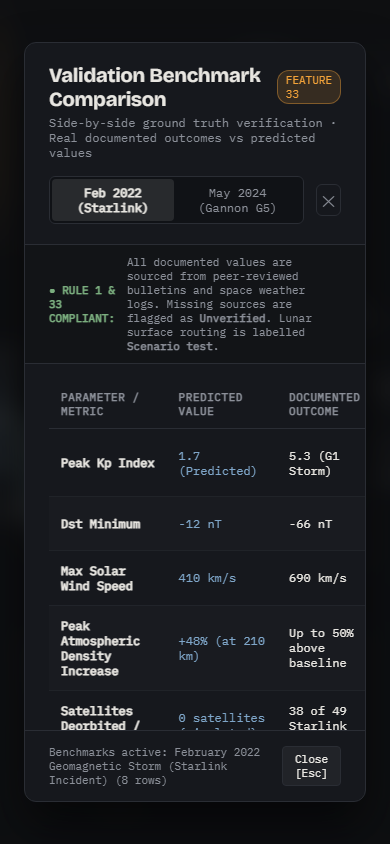 Validation Benchmark
Comparison
FEATURE
33
Side-by-side ground truth verification ·
Real documented outcomes vs predicted
values
Feb 2022
(Starlink)
May 2024
(Gannon G5)
• RULE 1 &
33
COMPLIANT:
All documented values are
sourced from peer-reviewed
bulletins and space weather
logs. Missing sources are
flagged as Unverified. Lunar
surface routing is labelled
Scenario test.
PARAMETER /
METRIC
PREDICTED
VALUE
DOCUMENTED
OUTCOME
Peak Kp Index
1.7
(Predicted)
5.3 (G1
Storm)
Dst Minimum
-12 nT
-66 nT
Max Solar
Wind Speed
410 km/s
690 km/s
Peak
Atmospheric
Density
Increase
+48% (at 210
km)
Up to 50%
above
baseline
Satellites
Deorbited /
0 satellites
38 of 49
Starlink
Benchmarks active: February 2022
Geomagnetic Storm (Starlink
Incident) (8 rows)
Close
[Esc]